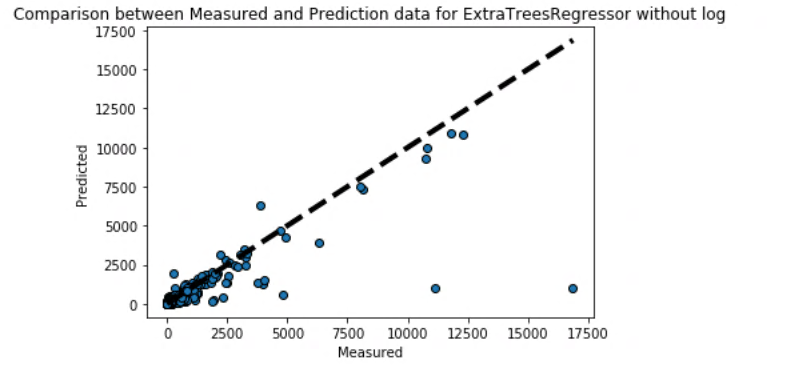 Comparison between Measured and Prediction data for ExtraTreesRegressor without log
17500
15000
12500
10000
7500
5000
2500
0
Predicted
0 2500 5000 7500 10000 12500 15000 17500
Measured